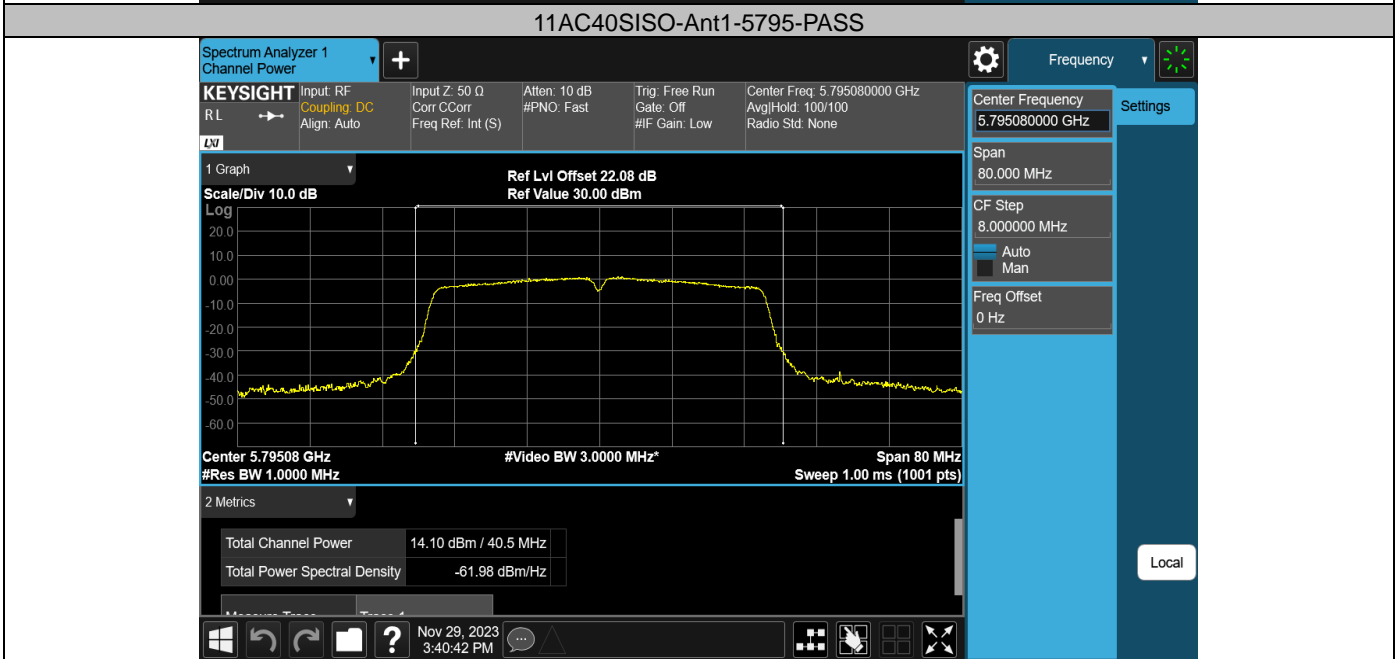 11AC40SISO-Ant1-5795-PASS
Spectrum Analyzer 1
Channel Power
Frequency
KEYSIGHT
Input: RF
Input Z: 50 Ω
Atten: 10 dB
Trig: Free Run
Center Freq: 5.795080000 GHz
RL
Coupling: DC
Corr CCorr
#PNO: Fast
Gate: Off
Avg|Hold: 100/100
Align: Auto
Freq Ref: Int (S)
#IF Gain: Low
Radio Std: None
LXI
Center Frequency
5.795080000 GHz
Settings
Span
80.000 MHz
CF Step
8.000000 MHz
Auto
Man
Freq Offset
0 Hz
1 Graph
Ref Lvl Offset 22.08 dB
Scale/Div 10.0 dB
Ref Value 30.00 dBm
Log
20.0
10.0
0.00
-10.0
-20.0
-30.0
-40.0
-50.0
-60.0
Center 5.79508 GHz
#Video BW 3.0000 MHz*
Span 80 MHz
#Res BW 1.0000 MHz
Sweep 1.00 ms (1001 pts)
2 Metrics
Total Channel Power
14.10 dBm / 40.5 MHz
Total Power Spectral Density
-61.98 dBm/Hz
Measure Trace
Trace 1
Local
?
Nov 29, 2023
3:40:42 PM